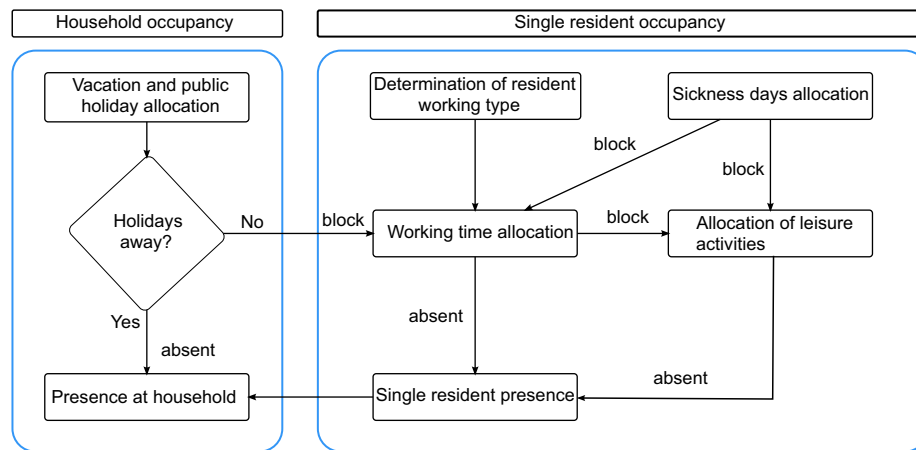 Household occupancy
Single resident occupancy
Vacation and public
holiday allocation
Determination of resident
working type
Sickness days allocation
block
block
Holidays
away?
No
block
Working time allocation
block
Allocation of leisure
activities
Yes
absent
absent
absent
Presence at household
Single resident presence